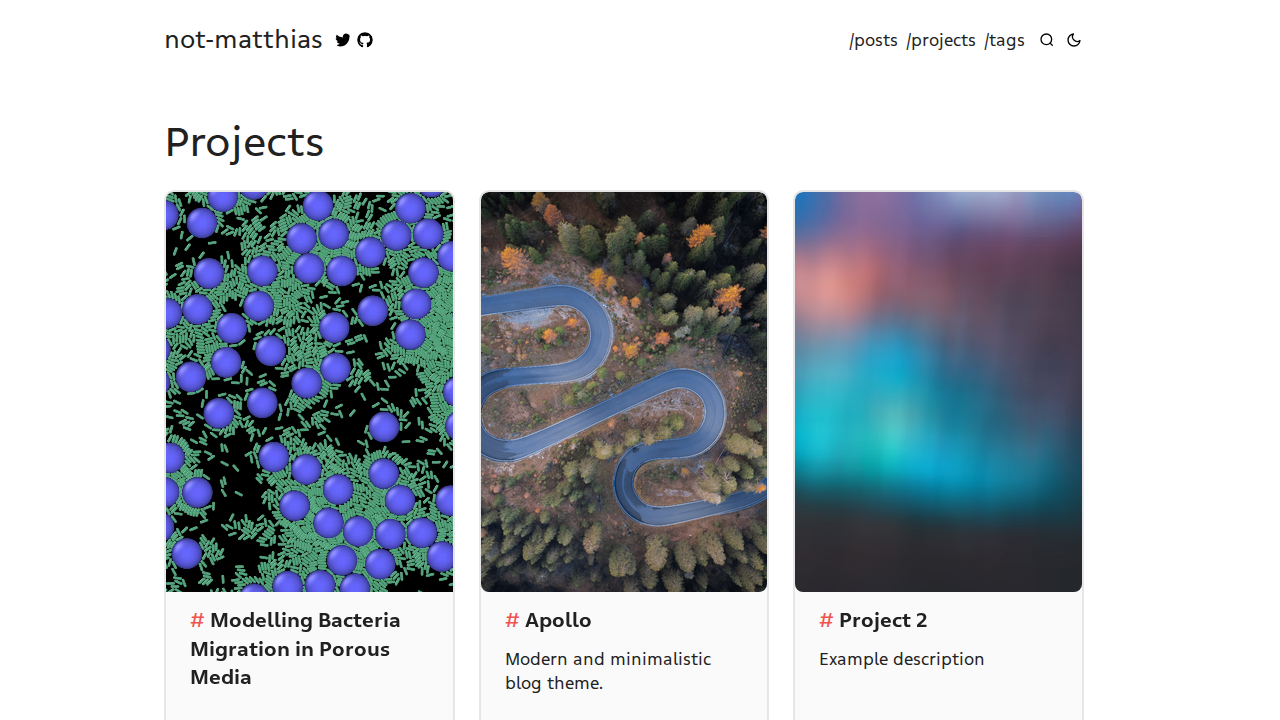 not-matthias
/posts /projects /tags
Projects
# Modelling Bacteria
Migration in Porous
Media
# Apollo
Modern and minimalistic
blog theme.
# Project 2
Example description